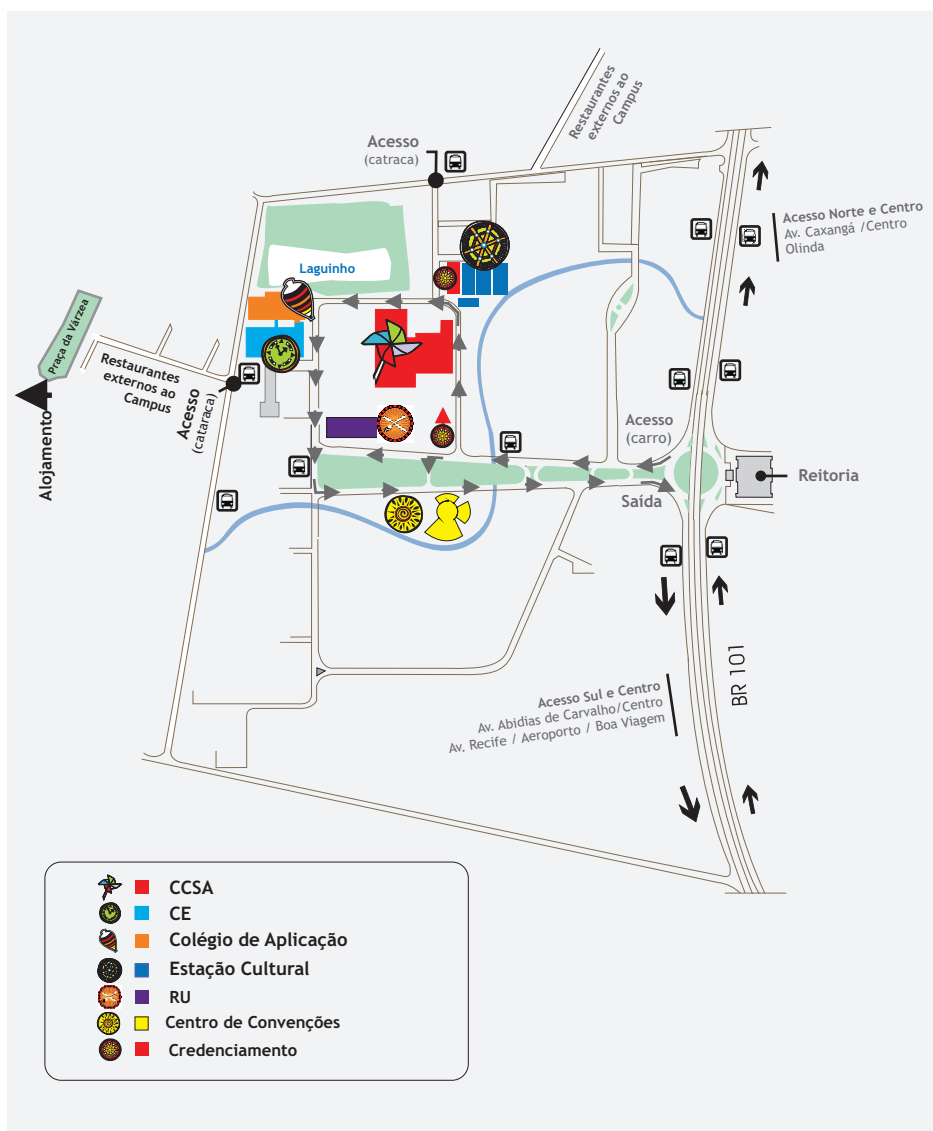 Restaurantes
externos ao
Campus
Acesso
(catraca)
Acesso Norte e Centro
Av. Caxangá /Centro
Olinda
Laguinho
Praça da Várzea
Restaurantes
externos ao
Campus
Acesso
(cataraca)
Alojamento
Acesso
(carro)
Reitoria
Saída
BR 101
Acesso Sul e Centro
Av. Abidias de Carvalho/Centro
Av. Recife / Aeroporto / Boa Viagem
CCSA
CE
Colégio de Aplicação
Estação Cultural
RU
Centro de Convenções
Credenciamento